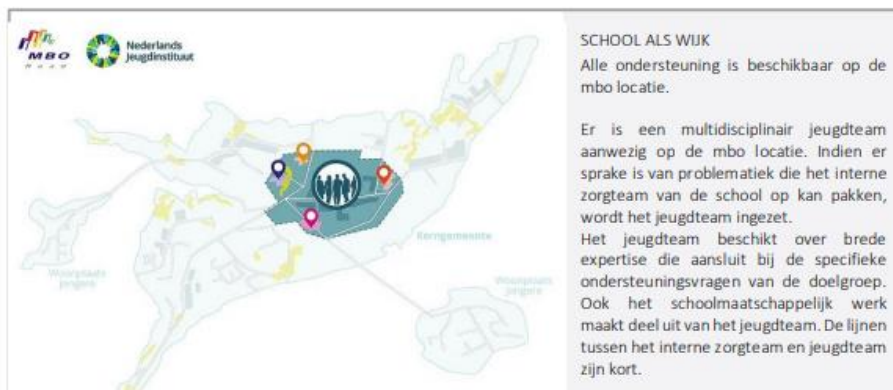 MBO
Raad
Nederlands
Jeugdinstituut
Kerngemeente
Woonplaats
jongere
Woonplaats
jongere
SCHOOL ALS WIJK
Alle ondersteuning is beschikbaar op de
mbo locatie.
Er is een multidisciplinair jeugdteam
aanwezig op de mbo locatie. Indien er
sprake is van problematiek die het interne
zorgteam van de school op kan pakken,
wordt het jeugdteam ingezet.
Het jeugdteam beschikt over brede
expertise die aansluit bij de specifieke
ondersteuningsvragen van de doelgroep.
Ook het schoolmaatschappelijk werk
maakt deel uit van het jeugdteam. De lijnen
tussen het interne zorgteam en jeugdteam
zijn kort.